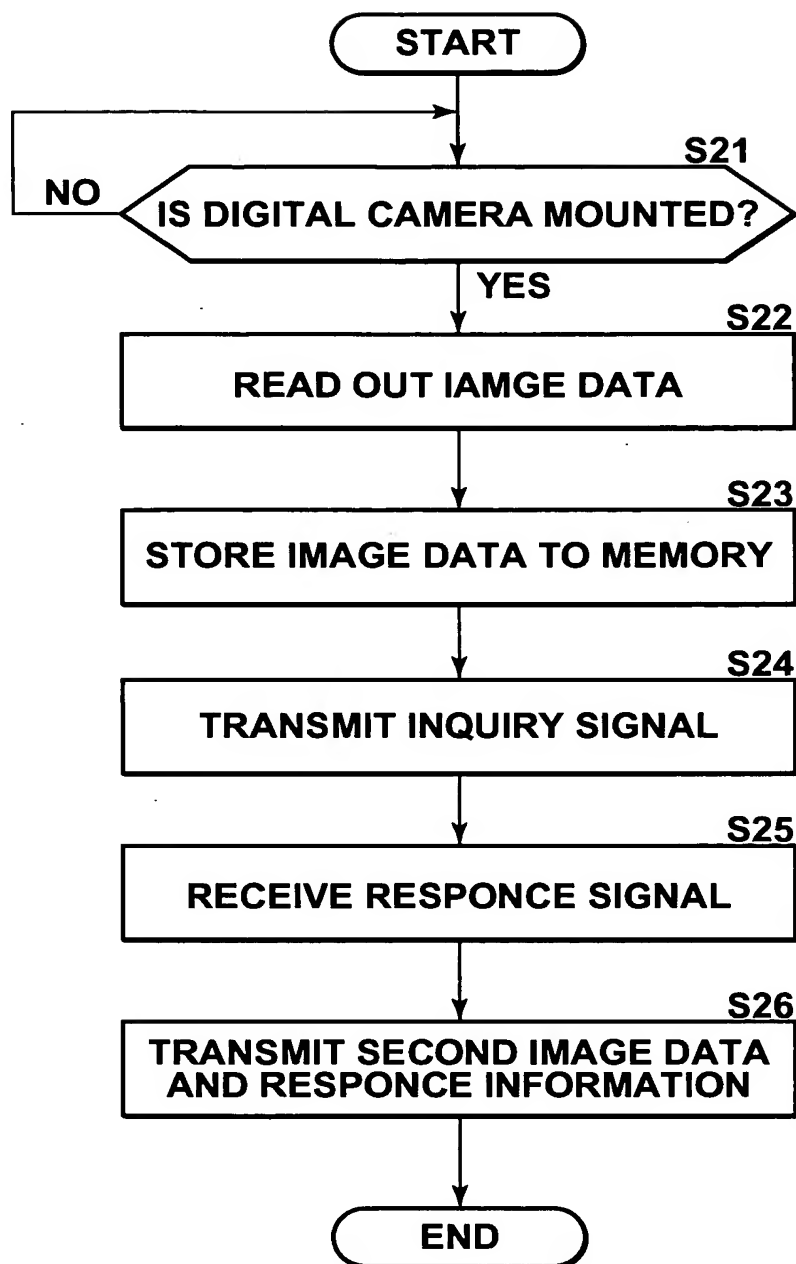 START
S21
NO
IS DIGITAL CAMERA MOUNTED?
YES
S22
READ OUT IAMGE DATA
S23
STORE IMAGE DATA TO MEMORY
S24
TRANSMIT INQUIRY SIGNAL
S25
RECEIVE RESPONCE SIGNAL
S26
TRANSMIT SECOND IMAGE DATA
AND RESPONCE INFORMATION
END